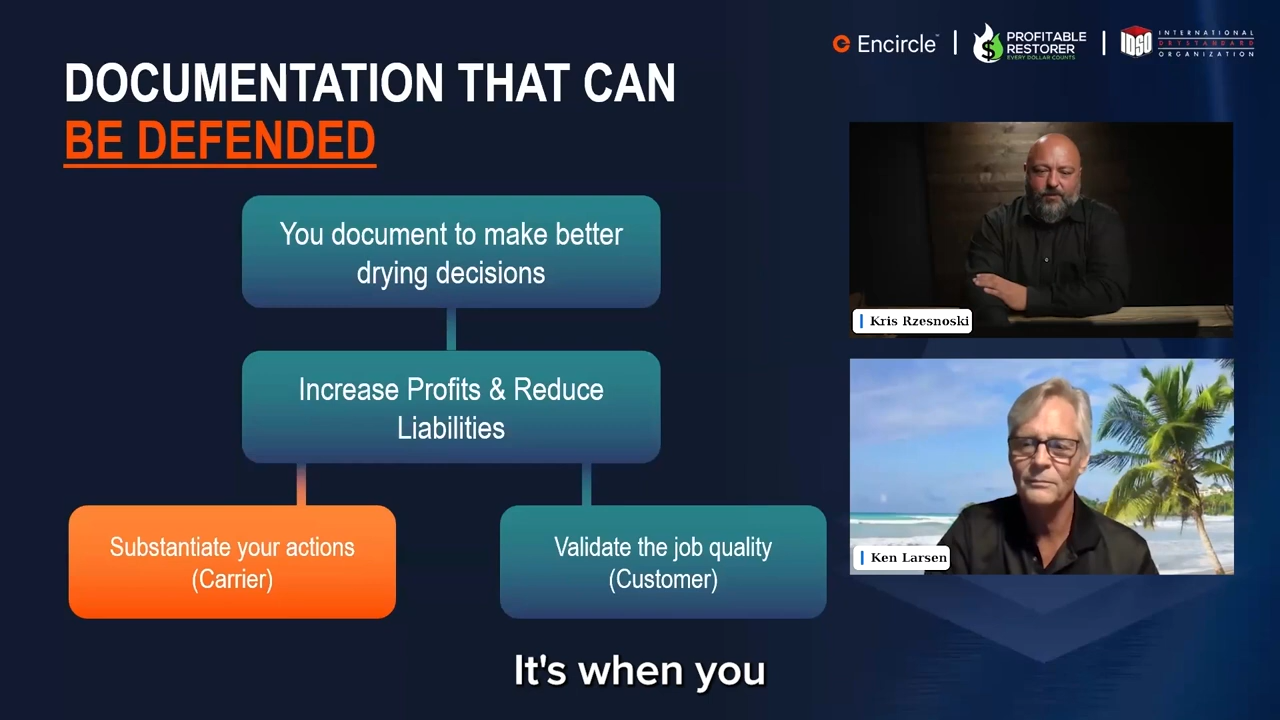 Encircle
PROFITABLE
RESTORER
EVERY DOLLAR COUNTS
IDSO
INTERNATIONAL
DRYSTANDARD
ORGANIZATION
DOCUMENTATION THAT CAN
BE DEFENDED
You document to make better
drying decisions
Increase Profits & Reduce
Liabilities
Substantiate your actions
(Carrier)
Validate the job quality
(Customer)
Kris Rzesnoski
Ken Larsen
It's when you